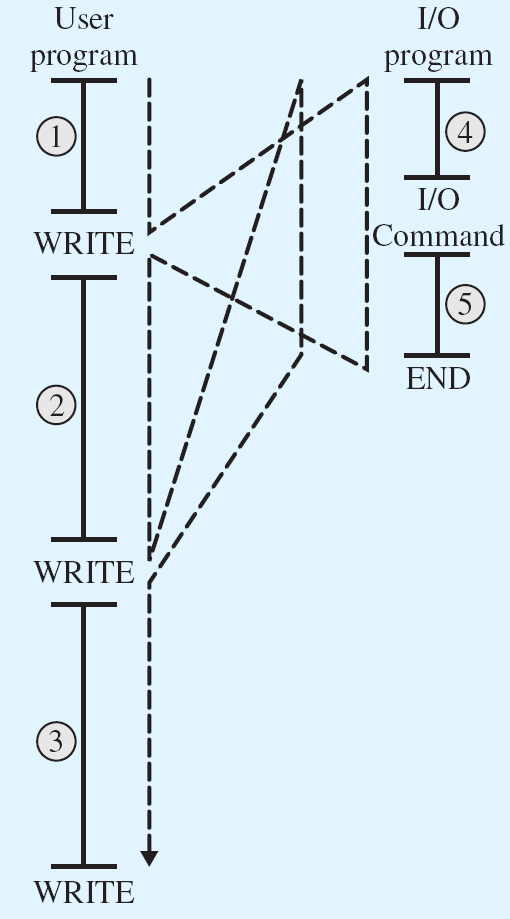 User
program
1
WRITE
2
WRITE
3
WRITE
I/O
program
4
I/O
Command
5
END